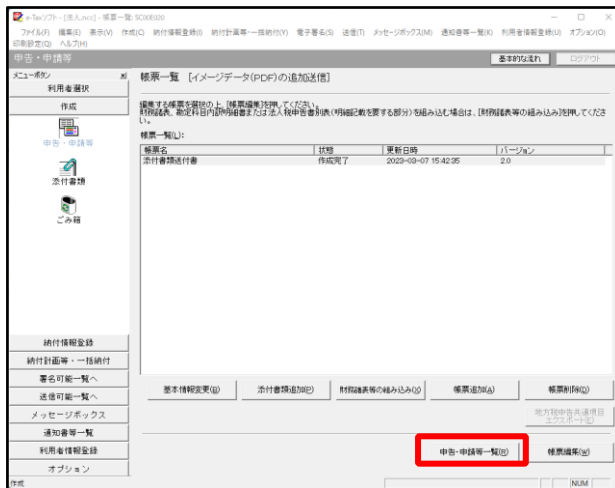 e-Taxソフト - [法人.ncc] - 帳票一覧: SC00E020
ファイル(F) 編集(E) 表示(V) 作成(C) 納付情報登録(I) 納付計画等・一括納付(Y) 電子署名(S) 送信(T) メッセージボックス(M) 通知書等一覧(K) 利用者情報登録(U) オプション(O)
印刷設定(Q) ヘルプ(H)
申告・申請等
基本的な流れ
ログアウト
メニューボタン
利用者選択
作成
申告・申請等
添付書類
ごみ箱
納付情報登録
納付計画等・一括納付
署名可能一覧へ
送信可能一覧へ
メッセージボックス
通知書等一覧
利用者情報登録
オプション
帳票一覧 [イメージデータ(PDF)の追加送信]
編集する帳票を選択の上、[帳票編集]を押してください。
財務諸表、勘定科目内訳明細書または法人税申告書別表(明細記載を要する部分)を組み込む場合は、[財務諸表等の組み込み]を押してくださ
い。
帳票一覧(L):
帳票名 状態 更新日時 バージョン
添付書類送付書 作成完了 2023-03-07 15:42:35 2.0
基本情報変更(B) 添付書類追加(P) 財務諸表等の組み込み(X) 帳票追加(A) 帳票削除(D)
地方税申告共通項目
エクスポート(E)
申告・申請等一覧(R) 帳票編集(W)
作成
NUM